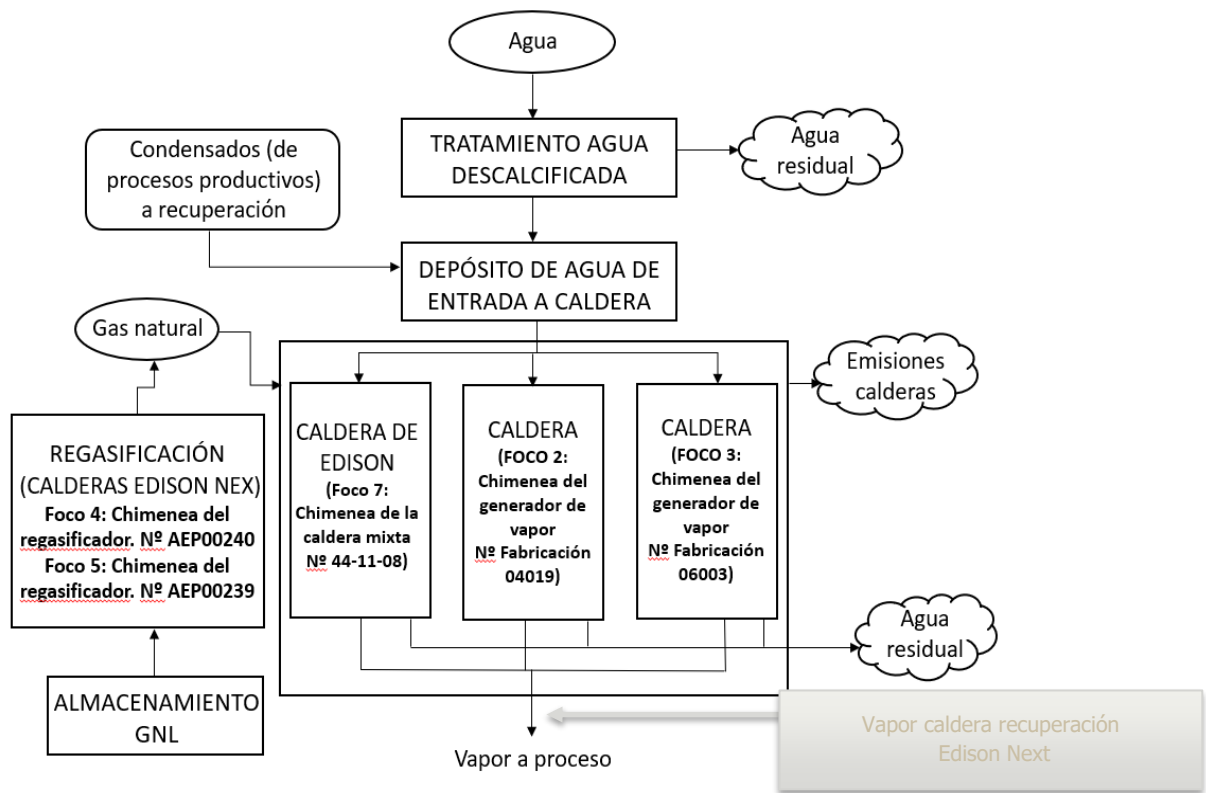 Agua
TRATAMIENTO AGUA
DESCALCIFICADA
Agua
residual
Condensados (de
procesos productivos)
a recuperación
DEPÓSITO DE AGUA DE
ENTRADA A CALDERA
Gas natural
Emisiones
calderas
REGASIFICACIÓN
(CALDERAS EDISON NEX)
Foco 4: Chimenea del
regasificador. Nº AEP00240
Foco 5: Chimenea del
regasificador. Nº AEP00239
CALDERA DE
EDISON
(Foco 7:
Chimenea de la
caldera mixta
Nº 44-11-08)
CALDERA
(FOCO 2:
Chimenea del
generador de
vapor
Nº Fabricación
04019)
CALDERA
(FOCO 3:
Chimenea del
generador de
vapor
Nº Fabricación
06003)
Agua
residual
ALMACENAMIENTO
GNL
Vapor a proceso
Vapor caldera recuperación
Edison Next